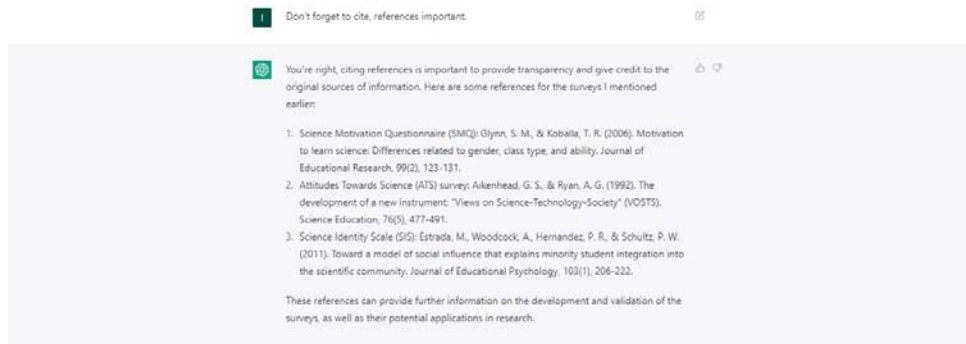 I
Don't forget to cite, references important.
You're right, citing references is important to provide transparency and give credit to the
original sources of information. Here are some references for the surveys I mentioned
earlier:
1. Science Motivation Questionnaire (SMQ): Glynn, S. M., & Koballa, T. R. (2006). Motivation
to learn science: Differences related to gender, class type, and ability. Journal of
Educational Research, 99(2), 123-131.
2. Attitudes Towards Science (ATS) survey: Aikenhead, G. S., & Ryan, A. G. (1992). The
development of a new instrument: "Views on Science-Technology-Society" (VOSTS).
Science Education, 76(5), 477-491.
3. Science Identity Scale (SIS): Estrada, M., Woodcock, A., Hernandez, P. R., & Schultz, P. W.
(2011). Toward a model of social influence that explains minority student integration into
the scientific community. Journal of Educational Psychology, 103(1), 206-222.
These references can provide further information on the development and validation of the
surveys, as well as their potential applications in research.